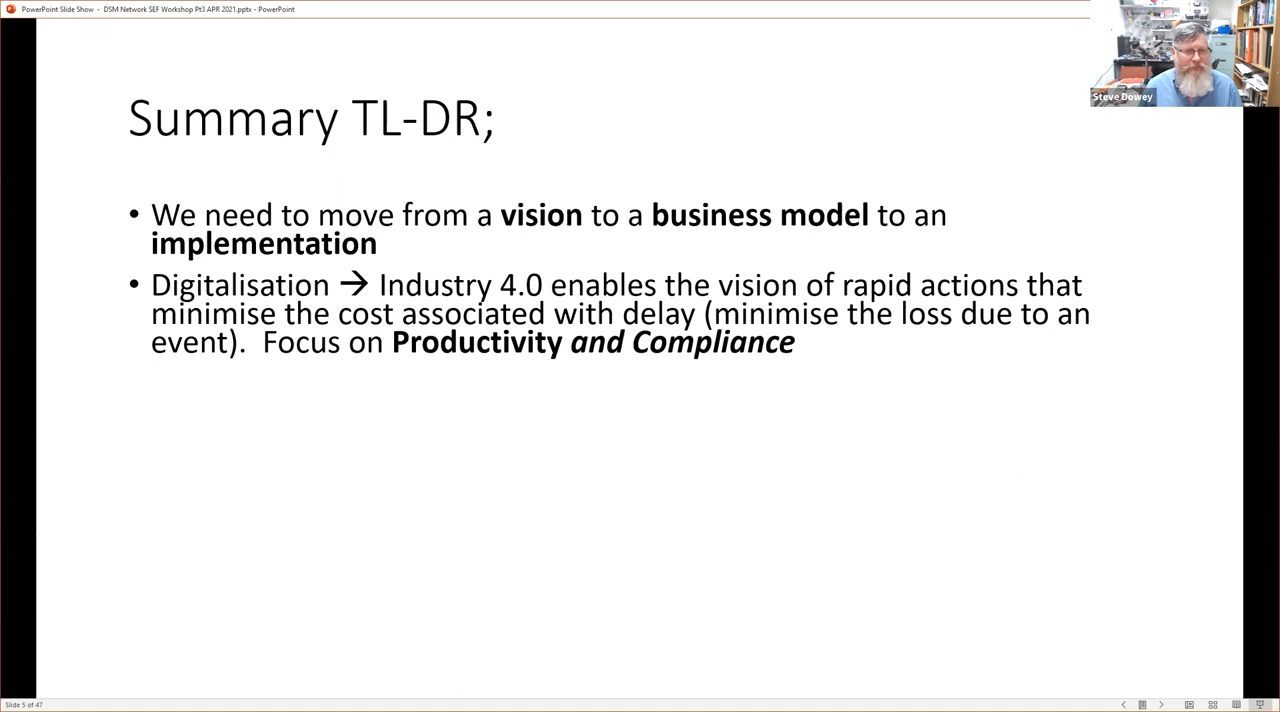 PowerPoint Slide Show - DSM Network SEF Workshop Pt3 APR 2021.pptx - PowerPoint
Steve Dowey
Summary TL-DR;
• We need to move from a vision to a business model to an
implementation
• Digitalisation → Industry 4.0 enables the vision of rapid actions that
minimise the cost associated with delay (minimise the loss due to an
event).  Focus on Productivity and Compliance
Slide 5 of 47